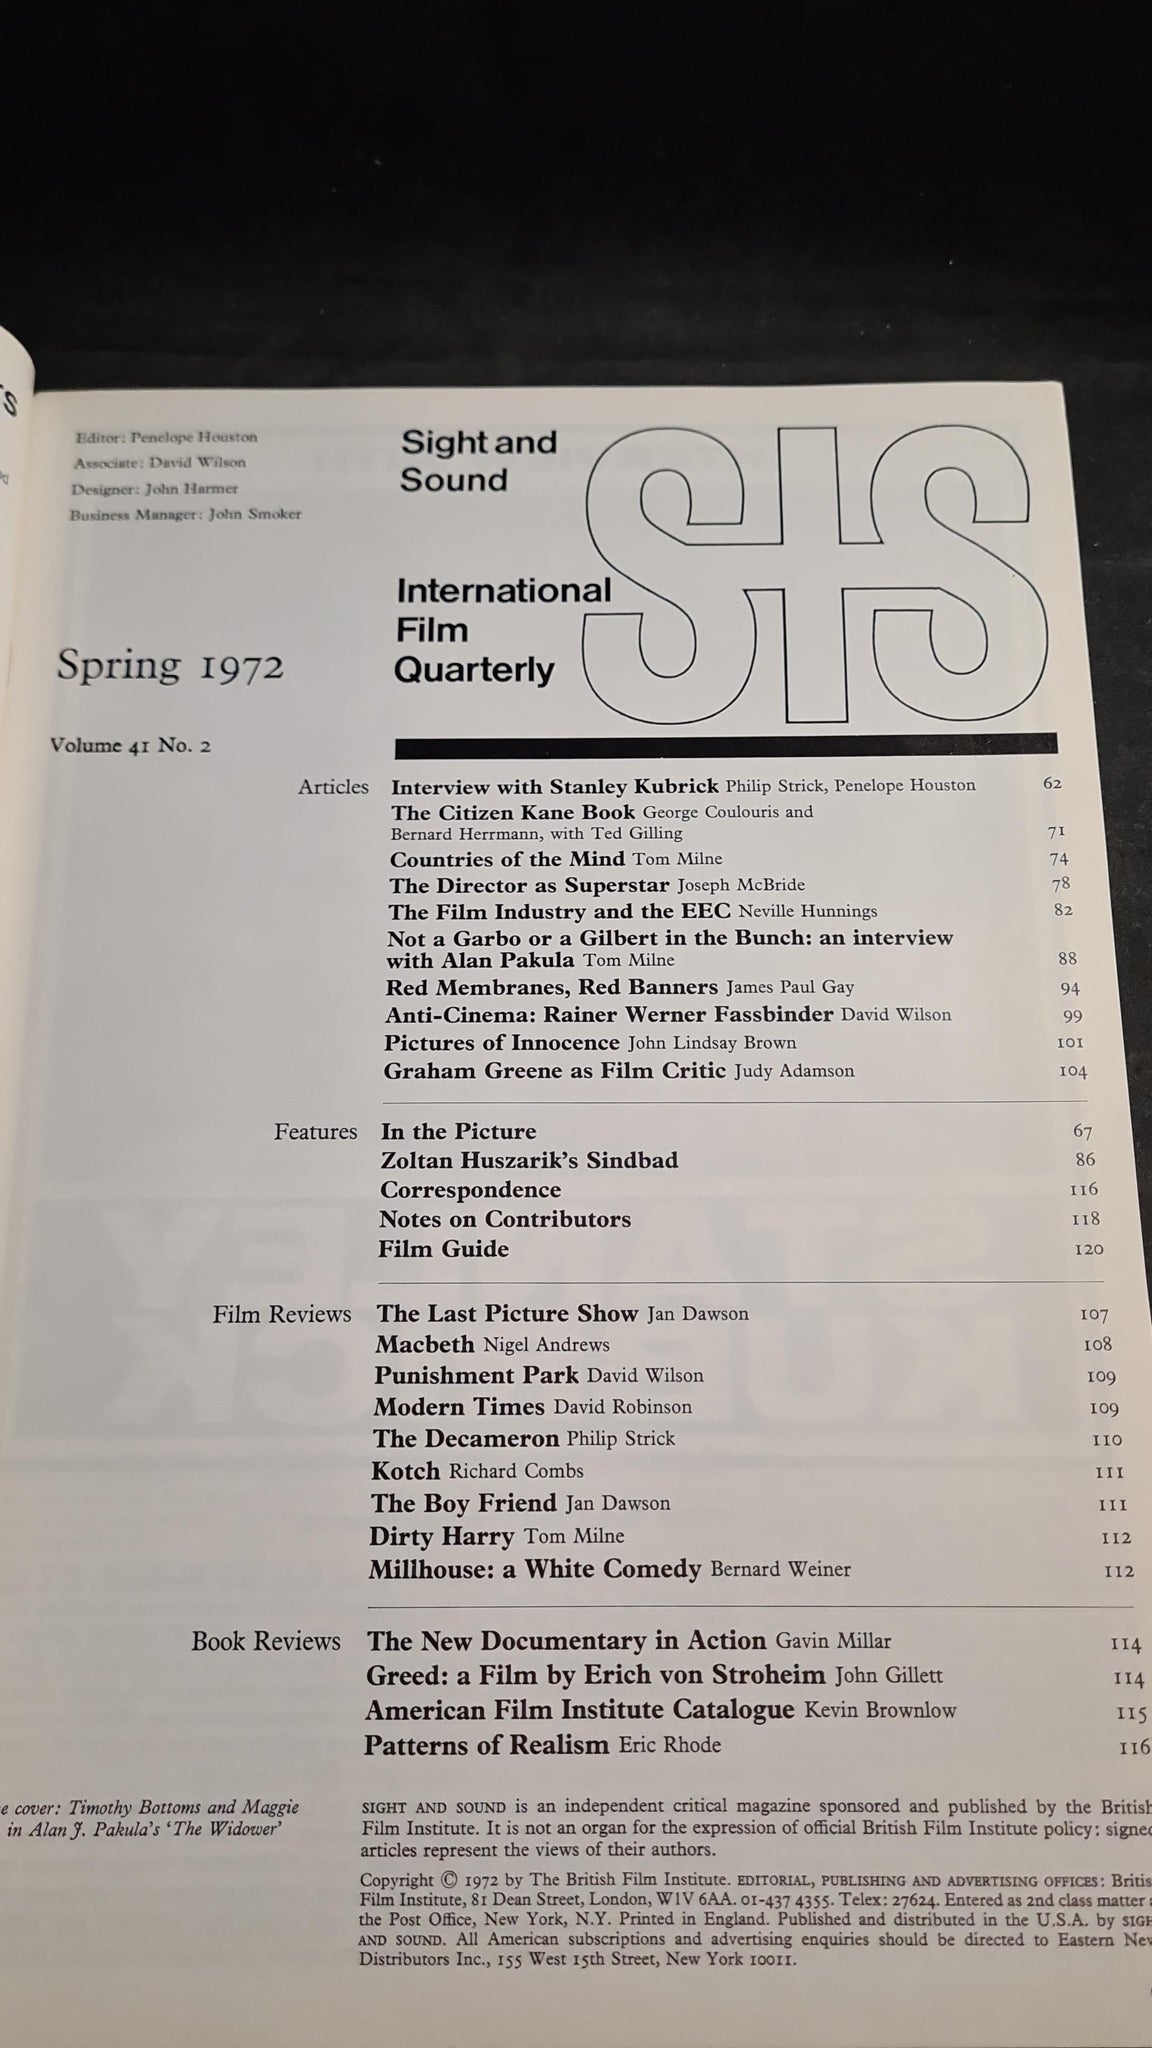 Editor: Penelope Houston
Associate: David Wilson
Designer: John Harmer
Business Manager: John Smoker
Sight and
Sound
International
Film
Quarterly
SIS
Spring 1972
Volume 41 No. 2
Articles
Interview with Stanley Kubrick Philip Strick, Penelope Houston 62
The Citizen Kane Book George Coulouris and
Bernard Herrmann, with Ted Gilling 71
Countries of the Mind Tom Milne 74
The Director as Superstar Joseph McBride 78
The Film Industry and the EEC Neville Hunnings 82
Not a Garbo or a Gilbert in the Bunch: an interview
with Alan Pakula Tom Milne 88
Red Membranes, Red Banners James Paul Gay 94
Anti-Cinema: Rainer Werner Fassbinder David Wilson 99
Pictures of Innocence John Lindsay Brown 101
Graham Greene as Film Critic Judy Adamson 104
Features
In the Picture 67
Zoltan Huszarik's Sindbad 86
Correspondence 116
Notes on Contributors 118
Film Guide 120
Film Reviews
The Last Picture Show Jan Dawson 107
Macbeth Nigel Andrews 108
Punishment Park David Wilson 109
Modern Times David Robinson 109
The Decameron Philip Strick 110
Kotch Richard Combs 111
The Boy Friend Jan Dawson 111
Dirty Harry Tom Milne 112
Millhouse: a White Comedy Bernard Weiner 112
Book Reviews
The New Documentary in Action Gavin Millar 114
Greed: a Film by Erich von Stroheim John Gillett 114
American Film Institute Catalogue Kevin Brownlow 115
Patterns of Realism Eric Rhode 116
cover: Timothy Bottoms and Maggie
in Alan J. Pakula's 'The Widower'
SIGHT AND SOUND is an independent critical magazine sponsored and published by the British
Film Institute. It is not an organ for the expression of official British Film Institute policy: signed
articles represent the views of their authors.
Copyright © 1972 by The British Film Institute. EDITORIAL, PUBLISHING AND ADVERTISING OFFICES: Britis
Film Institute, 81 Dean Street, London, W1V 6AA. 01-437 4355. Telex: 27624. Entered as 2nd class matter
the Post Office, New York, N.Y. Printed in England. Published and distributed in the U.S.A. by SIGH
AND SOUND. All American subscriptions and advertising enquiries should be directed to Eastern New
Distributors Inc., 155 West 15th Street, New York 10011.